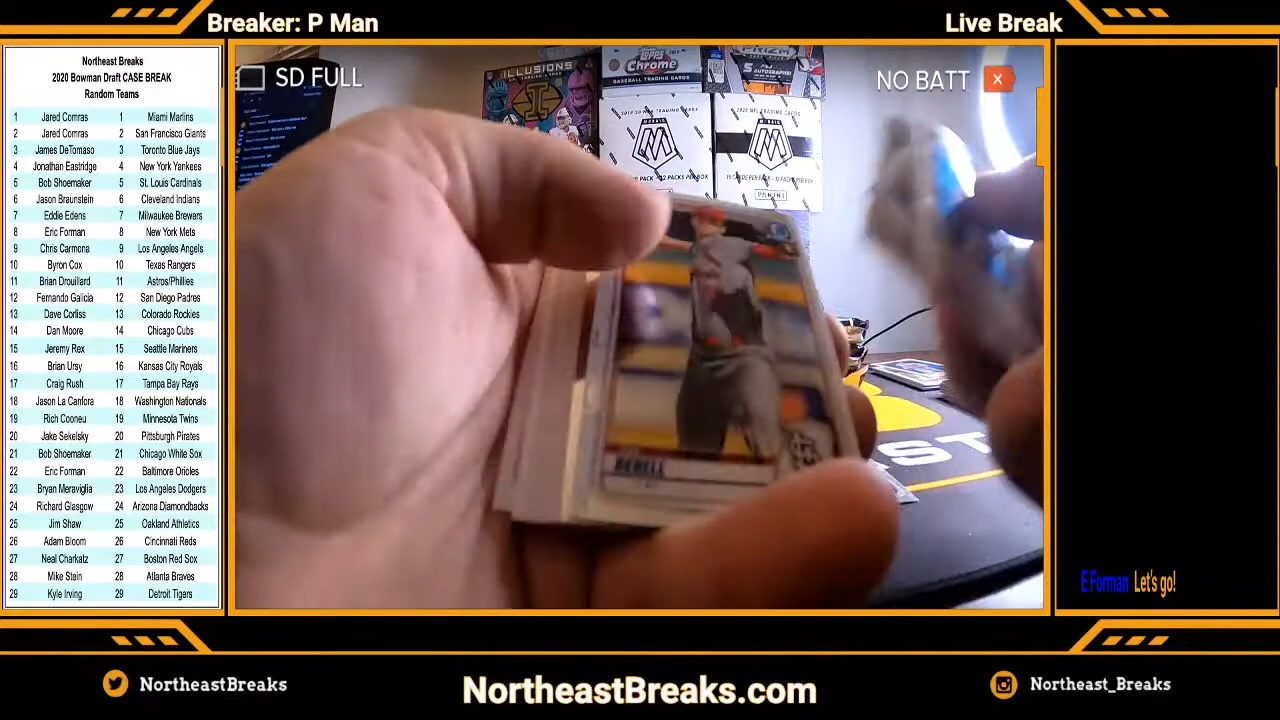 Breaker: P Man
Live Break
Northeast Breaks
2020 Bowman Draft CASE BREAK
Random Teams
1 Jared Comras 1 Miami Marlins
2 Jared Comras 2 San Francisco Giants
3 James DeTomaso 3 Toronto Blue Jays
4 Jonathan Eastridge 4 New York Yankees
5 Bob Shoemaker 5 St. Louis Cardinals
6 Jason Braunstein 6 Cleveland Indians
7 Eddie Edens 7 Milwaukee Brewers
8 Eric Forman 8 New York Mets
9 Chris Carmona 9 Los Angeles Angels
10 Byron Cox 10 Texas Rangers
11 Brian Drouillard 11 Astros/Phillies
12 Fernando Galicia 12 San Diego Padres
13 Dave Corliss 13 Colorado Rockies
14 Dan Moore 14 Chicago Cubs
15 Jeremy Rex 15 Seattle Mariners
16 Brian Ursy 16 Kansas City Royals
17 Craig Rush 17 Tampa Bay Rays
18 Jason La Canfora 18 Washington Nationals
19 Rich Cooneu 19 Minnesota Twins
20 Jake Sekelsky 20 Pittsburgh Pirates
21 Bob Shoemaker 21 Chicago White Sox
22 Eric Forman 22 Baltimore Orioles
23 Bryan Meraviglia 23 Los Angeles Dodgers
24 Richard Glasgow 24 Arizona Diamondbacks
25 Jim Shaw 25 Oakland Athletics
26 Adam Bloom 26 Cincinnati Reds
27 Neal Charkatz 27 Boston Red Sox
28 Mike Stein 28 Atlanta Braves
29 Kyle Irving 29 Detroit Tigers
SD FULL
NO BATT
ILLUSIONS
Topps
Chrome
BASEBALL TRADING CARDS
PRIZM
MOSAIC
PANINI
E Forman Let's go!
NortheastBreaks
NortheastBreaks.com
Northeast_Breaks